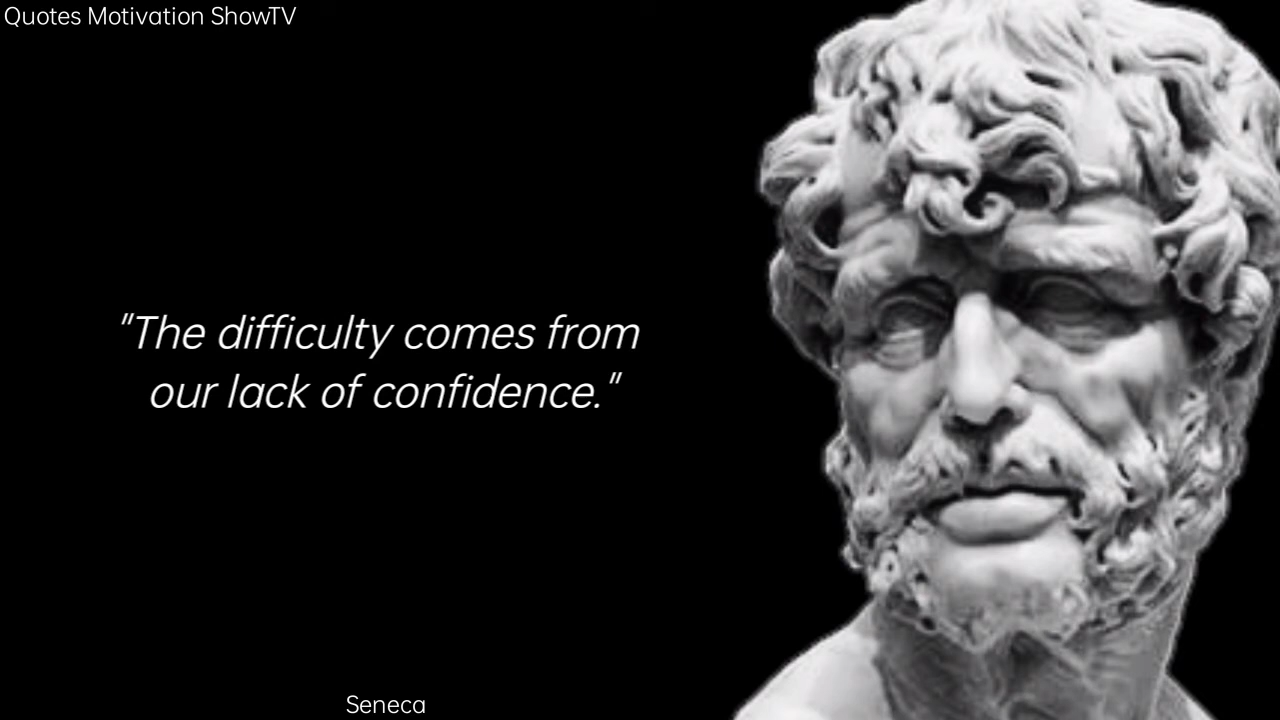 Quotes Motivation ShowTV
"The difficulty comes from
our lack of confidence."
Seneca